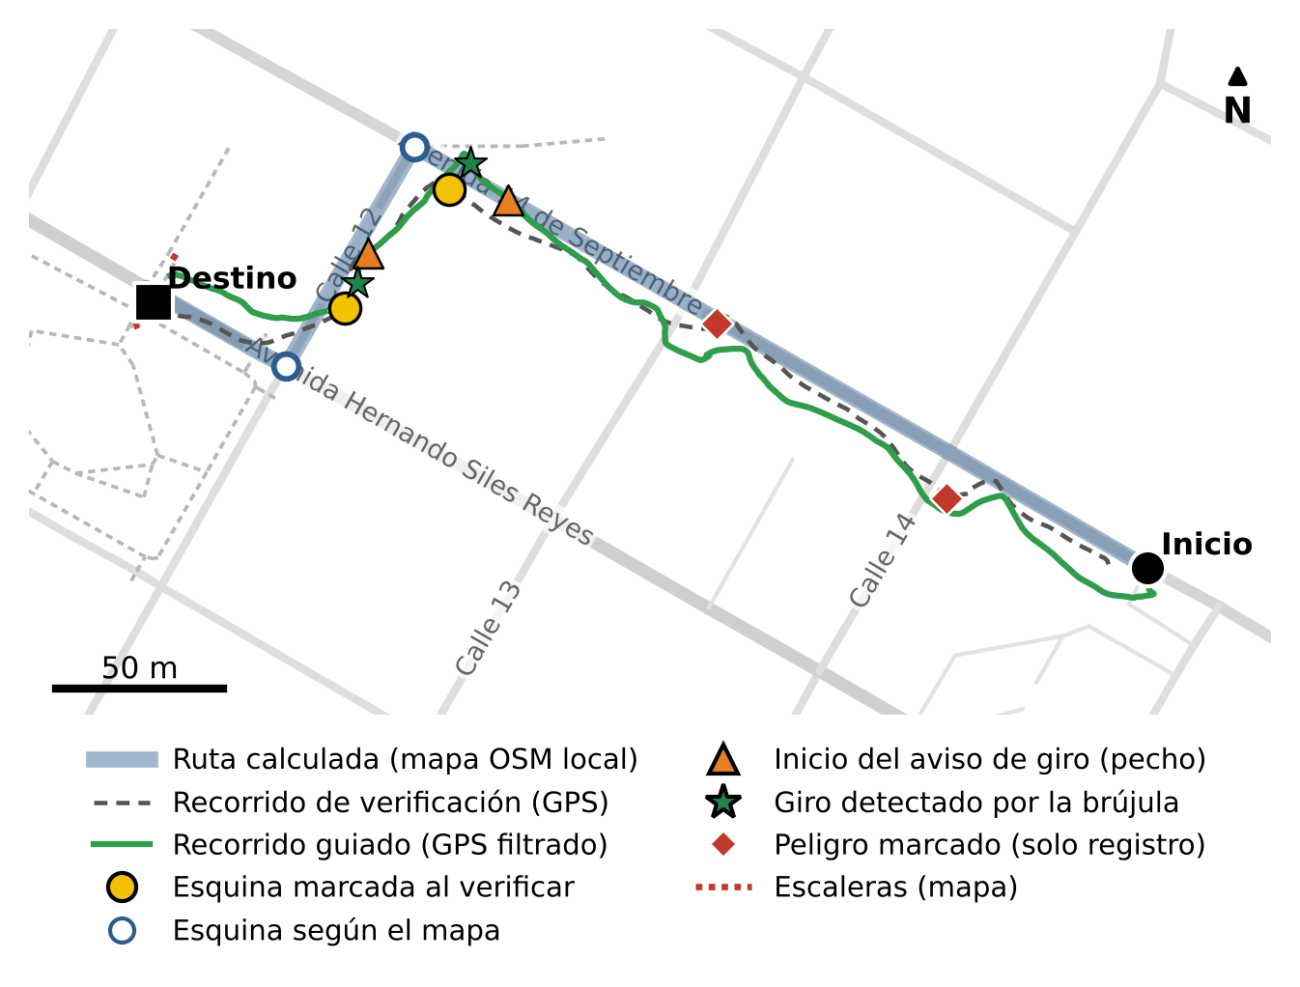 N
Avenida 14 de Septiembre
Calle 12
Destino
Avenida Hernando Siles Reyes
Inicio
Calle 14
Calle 13
50 m
Ruta calculada (mapa OSM local)
Recorrido de verificación (GPS)
Recorrido guiado (GPS filtrado)
Esquina marcada al verificar
Esquina según el mapa
Inicio del aviso de giro (pecho)
Giro detectado por la brújula
Peligro marcado (solo registro)
Escaleras (mapa)